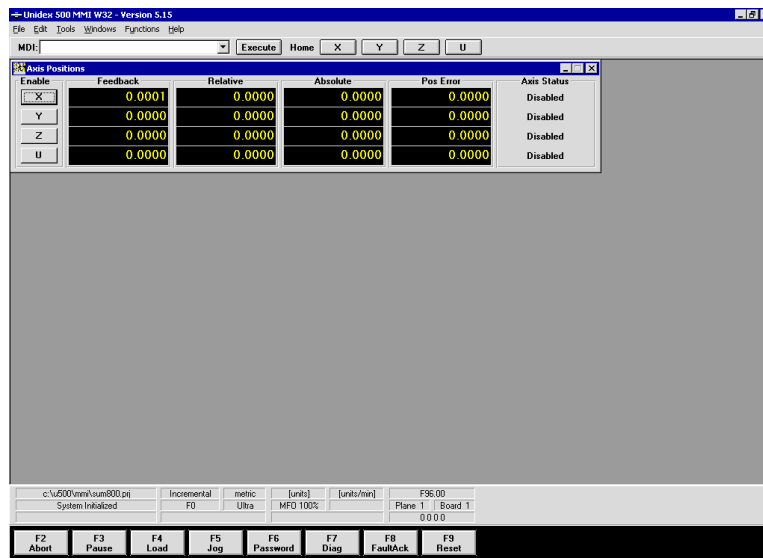 Unidex 500 MMI W32 - Version 5.15
File Edit Tools Windows Functions Help
MDI: Execute Home X Y Z U
Axis Positions
Enable Feedback Relative Absolute Pos Error Axis Status
X 0.0001 0.0000 0.0000 0.0000 Disabled
Y 0.0000 0.0000 0.0000 0.0000 Disabled
Z 0.0000 0.0000 0.0000 0.0000 Disabled
U 0.0000 0.0000 0.0000 0.0000 Disabled
c:\u500\mmi\sum800.prj Incremental metric [units] [units/min] F96.00
System Initialized F0 Ultra MFO 100% Plane 1 Board 1
0 0 0 0
F2 F3 F4 F5 F6 F7 F8 F9
Abort Pause Load Jog Password Diag FaultAck Reset